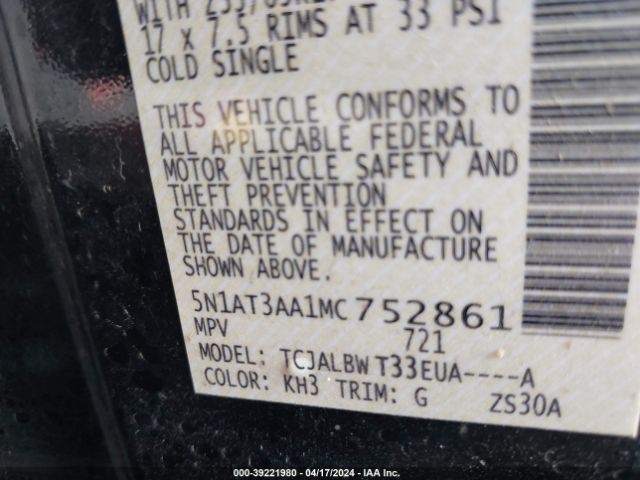 WITH
17 X 7.5 RIMS AT 33 PSI
COLD SINGLE
THIS VEHICLE CONFORMS TO
ALL APPLICABLE FEDERAL
MOTOR VEHICLE SAFETY AND
THEFT PREVENTION
STANDARDS IN EFFECT ON
THE DATE OF MANUFACTURE
SHOWN ABOVE.
5N1AT3AA1MC752861
MPV 721
MODEL: TCJALBW T33EUA----A
COLOR: KH3 TRIM: G ZS30A
000-39221980 - 04/17/2024 - IAA Inc.